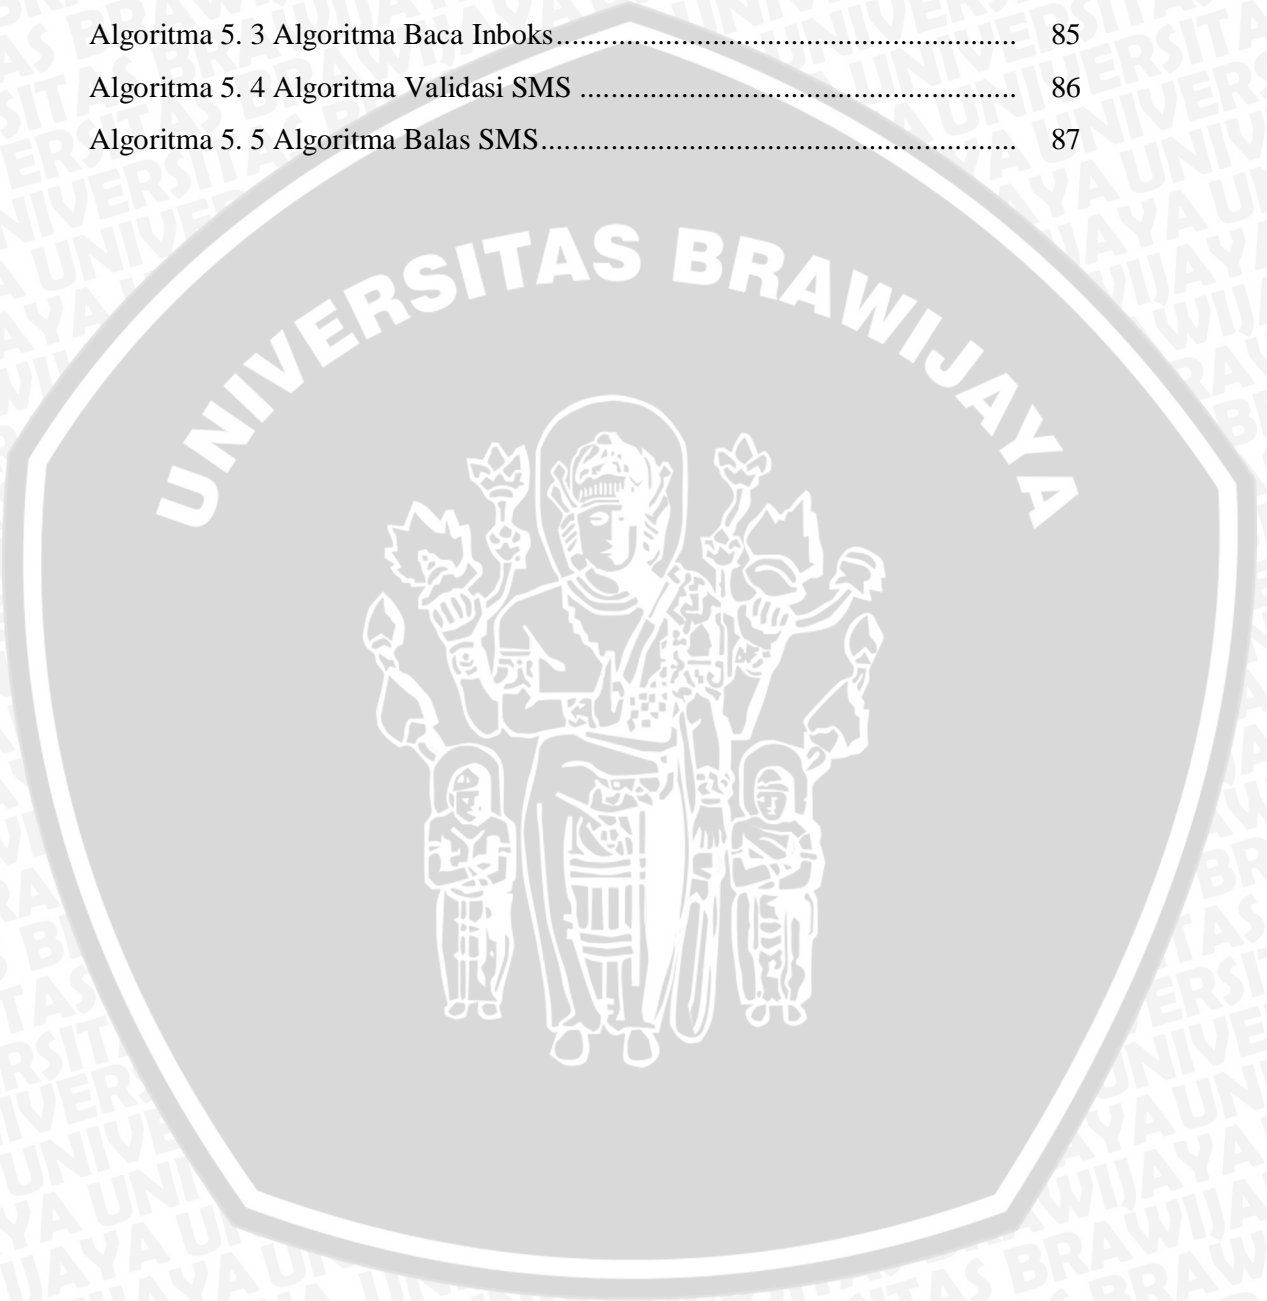 Algoritma 5. 3 Algoritma Baca Inboks........................................................... 85
Algoritma 5. 4 Algoritma Validasi SMS ........................................................ 86
Algoritma 5. 5 Algoritma Balas SMS............................................................. 87
UNIVERSITAS BRAWIJAYA